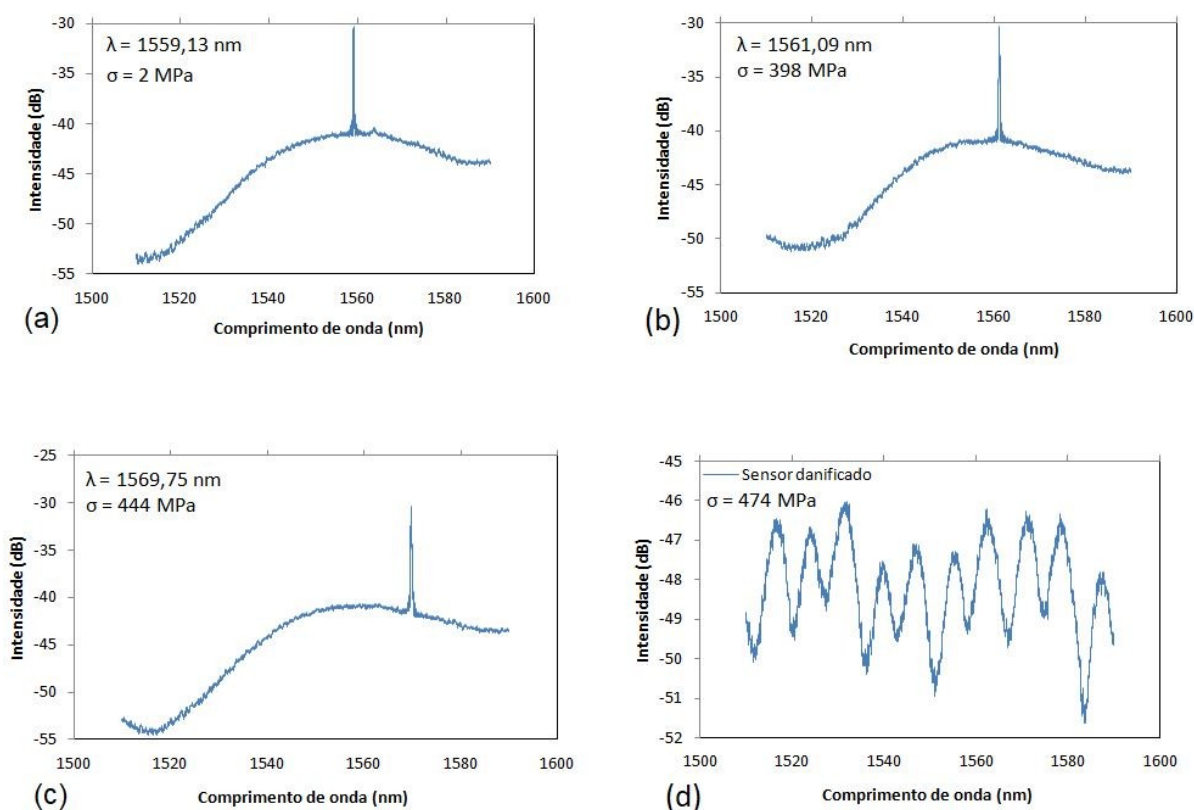 -30
-35
-40
-45
-50
-55
Intensidade (dB)
λ = 1559,13 nm
σ = 2 MPa
1500 1520 1540 1560 1580 1600
Comprimento de onda (nm)
(a)
-30
-35
-40
-45
-50
-55
Intensidade (dB)
λ = 1561,09 nm
σ = 398 MPa
1500 1520 1540 1560 1580 1600
Comprimento de onda (nm)
(b)
-25
-30
-35
-40
-45
-50
-55
Intensidade (dB)
λ = 1569,75 nm
σ = 444 MPa
1500 1520 1540 1560 1580 1600
Comprimento de onda (nm)
(c)
-45
-46
-47
-48
-49
-50
-51
-52
Intensidade (dB)
Sensor danificado
σ = 474 MPa
1500 1520 1540 1560 1580 1600
Comprimento de onda (nm)
(d)